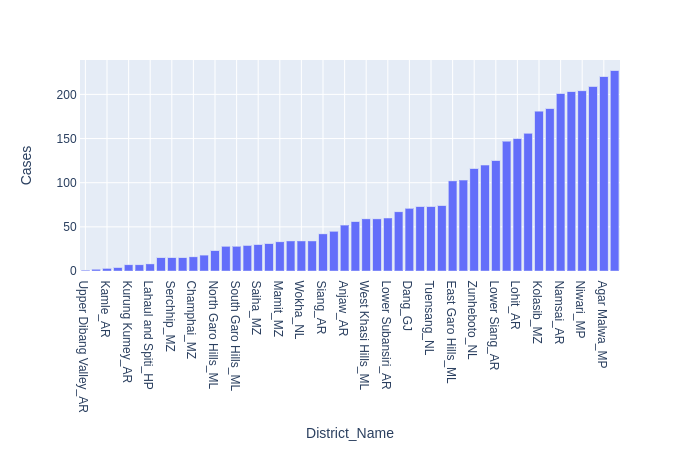 200
150
100
50
0
Cases
Upper Dibang Valley_AR
Kamle_AR
Kurung Kumey_AR
Lahaul and Spiti_HP
Serchhip_MZ
Champhai_MZ
North Garo Hills_ML
South Garo Hills_ML
Saiha_MZ
Mamit_MZ
Wokha_NL
Siang_AR
Anjaw_AR
West Khasi Hills_ML
Lower Subansiri_AR
Dang_GJ
Tuensang_NL
East Garo Hills_ML
Zunheboto_NL
Lower Siang_AR
Lohit_AR
Kolasib_MZ
Namsai_AR
Niwari_MP
Agar Malwa_MP
District_Name